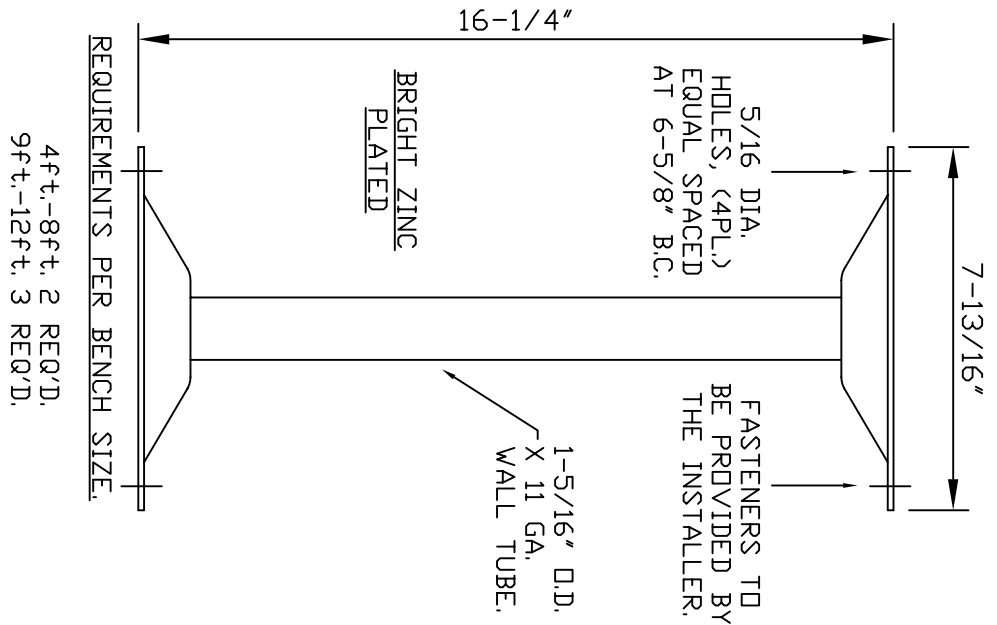 7-13/16"
5/16 DIA.
HOLES, (4PL.)
EQUAL SPACED
AT 6-5/8" B.C.
FASTENERS TO
BE PROVIDED BY
THE INSTALLER.
16-1/4"
BRIGHT ZINC
PLATED
1-5/16" O.D.
X 11 GA.
WALL TUBE.
REQUIREMENTS PER BENCH SIZE.
4ft.-8ft. 2 REQ'D.
9ft.-12ft. 3 REQ'D.